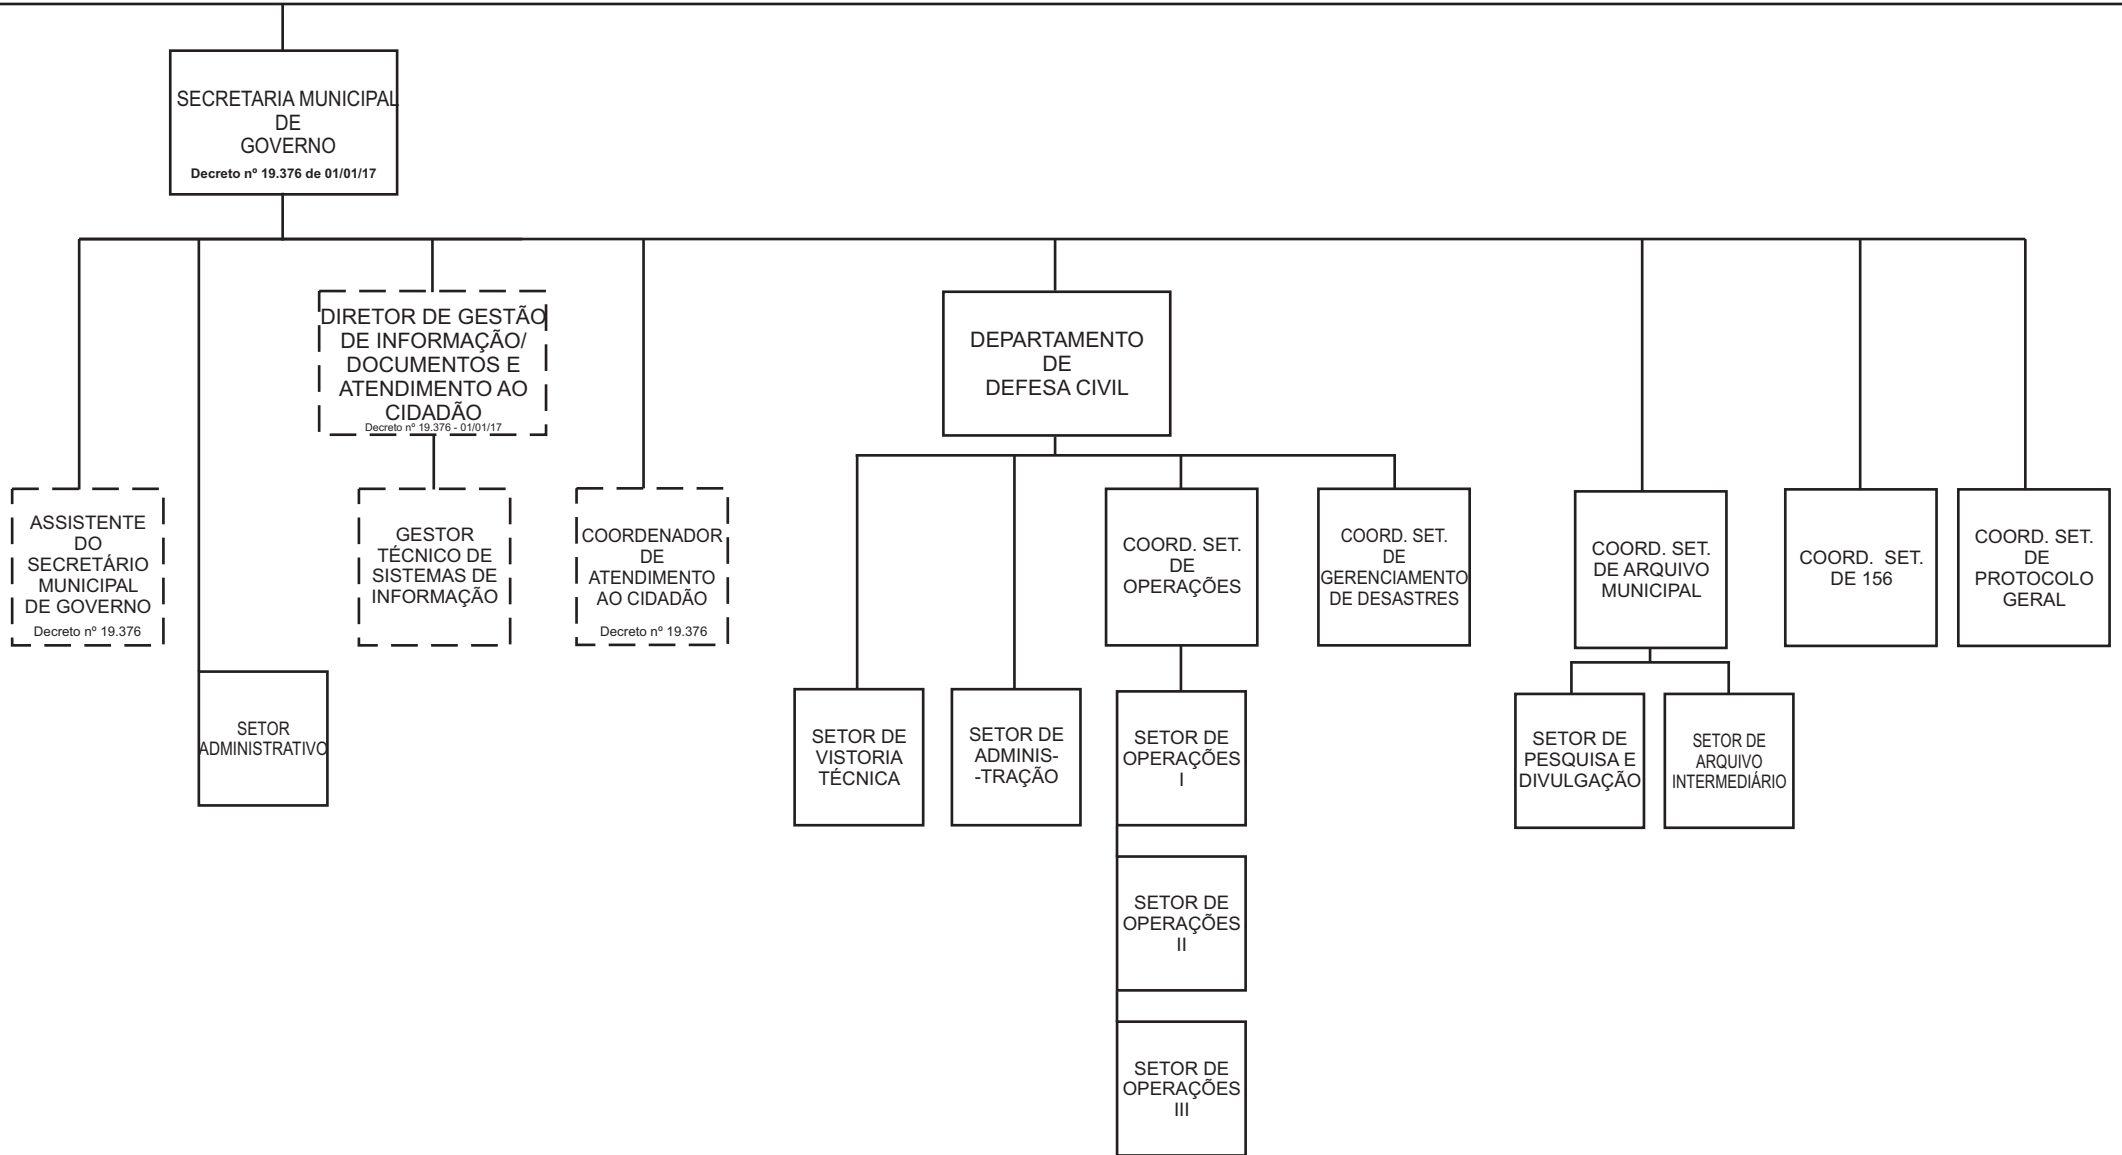 SECRETARIA MUNICIPAL
DE
GOVERNO
Decreto nº 19.376 de 01/01/17
DIRETOR DE GESTÃO
DE INFORMAÇÃO/
DOCUMENTOS E
ATENDIMENTO AO
CIDADÃO
Decreto nº 19.376 - 01/01/17
DEPARTAMENTO
DE
DEFESA CIVIL
ASSISTENTE
DO
SECRETÁRIO
MUNICIPAL
DE GOVERNO
Decreto nº 19.376
GESTOR
TÉCNICO DE
SISTEMAS DE
INFORMAÇÃO
COORDENADOR
DE
ATENDIMENTO
AO CIDADÃO
Decreto nº 19.376
COORD. SET.
DE
OPERAÇÕES
COORD. SET.
DE
GERENCIAMENTO
DE DESASTRES
COORD. SET.
DE ARQUIVO
MUNICIPAL
COORD. SET.
DE 156
COORD. SET.
DE
PROTOCOLO
GERAL
SETOR
ADMINISTRATIVO
SETOR DE
VISTORIA
TÉCNICA
SETOR DE
ADMINIS-
-TRAÇÃO
SETOR DE
OPERAÇÕES
I
SETOR DE
PESQUISA E
DIVULGAÇÃO
SETOR DE
ARQUIVO
INTERMEDIÁRIO
SETOR DE
OPERAÇÕES
II
SETOR DE
OPERAÇÕES
III